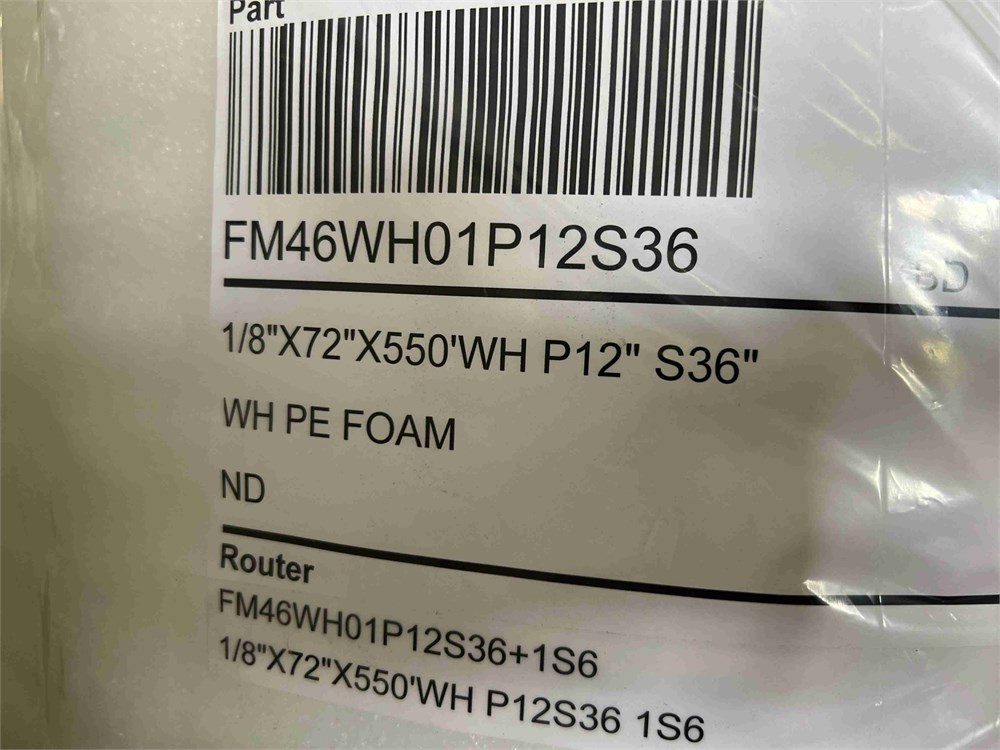 Part
FM46WH01P12S36
1/8"X72"X550'WH P12" S36"
WH PE FOAM
ND
Router
FM46WH01P12S36+1S6
1/8"X72"X550'WH P12S36 1S6